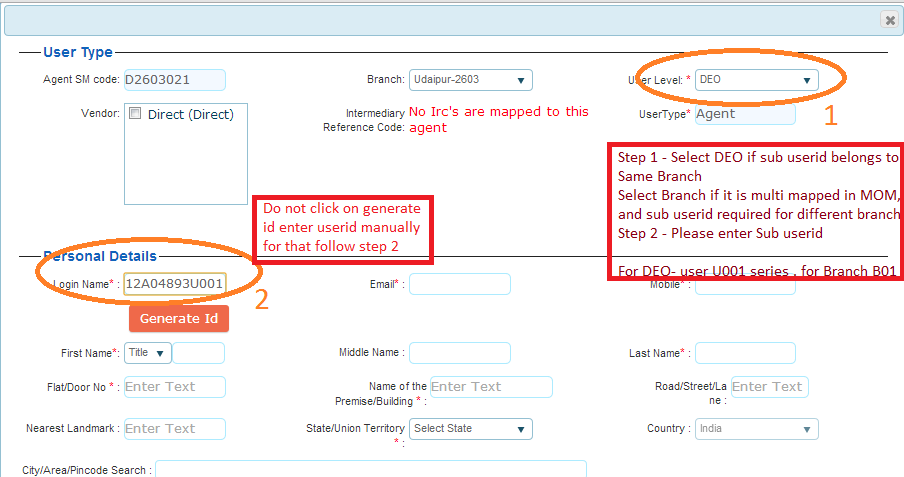 User Type
Agent SM code: D2603021 Branch: Udaipur-2603 User Level: * DEO
Vendor: Direct (Direct) Intermediary Reference Code: No Irc's are mapped to this agent UserType* Agent
1
Step 1 - Select DEO if sub userid belongs to
Same Branch
Select Branch if it is multi mapped in MOM,
and sub userid required for different branch
Step 2 - Please enter Sub userid
For DEO- user U001 series , for Branch B01
Do not click on generate
id enter userid manually
for that follow step 2
Personal Details
Login Name* : 12A04893U001 Email* : Mobile* :
2
Generate Id
First Name*: Title Middle Name : Last Name* :
Flat/Door No * : Enter Text Name of the Premise/Building * : Enter Text Road/Street/La ne : Enter Text
Nearest Landmark : Enter Text State/Union Territory * : Select State Country : India
City/Area/Pincode Search :